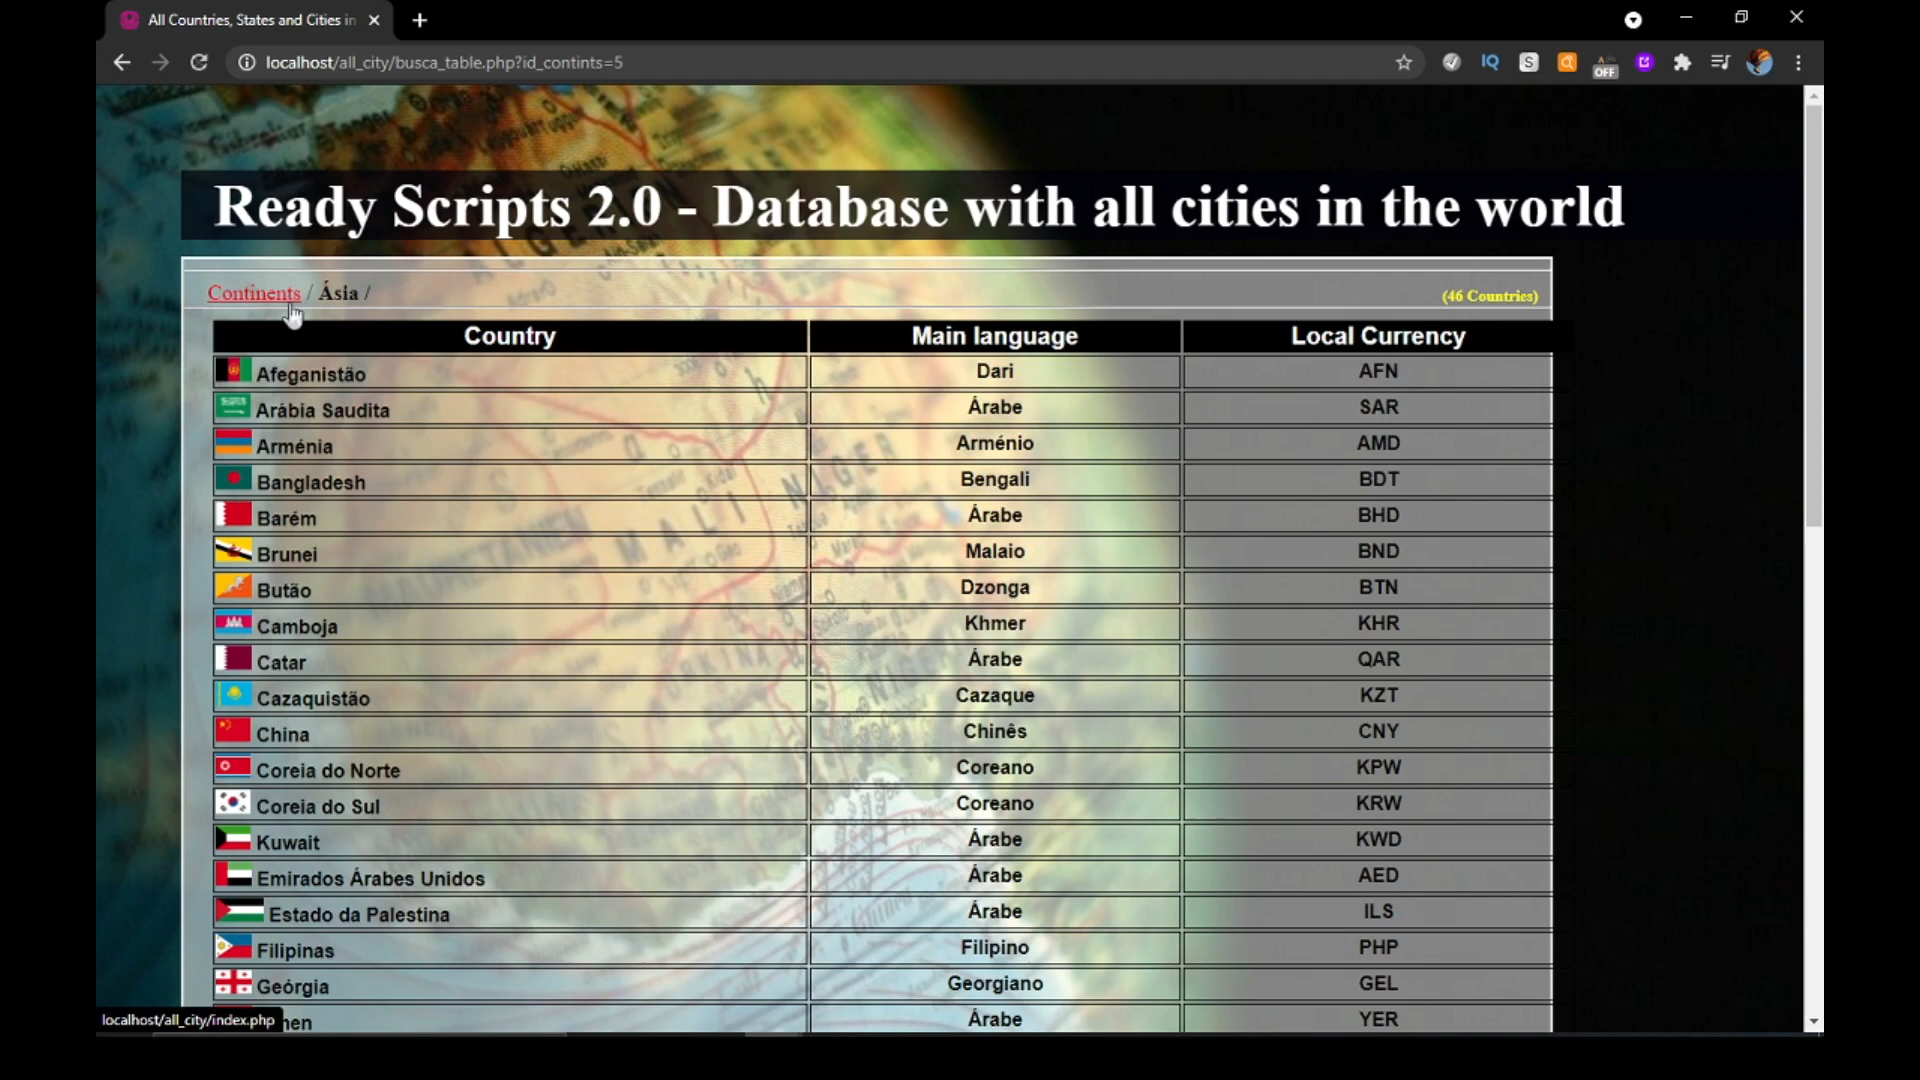 All Countries, States and Cities in
localhost/all_city/busca_table.php?id_contints=5
IQ
S
OFF
Ready Scripts 2.0 - Database with all cities in the world
Continents / Ásia /
(46 Countries)
Country Main language Local Currency
Afeganistão Dari AFN
Arábia Saudita Árabe SAR
Arménia Arménio AMD
Bangladesh Bengali BDT
Barém Árabe BHD
Brunei Malaio BND
Butão Dzonga BTN
Camboja Khmer KHR
Catar Árabe QAR
Cazaquistão Cazaque KZT
China Chinês CNY
Coreia do Norte Coreano KPW
Coreia do Sul Coreano KRW
Kuwait Árabe KWD
Emirados Árabes Unidos Árabe AED
Estado da Palestina Árabe ILS
Filipinas Filipino PHP
Geórgia Georgiano GEL
Árabe YER
localhost/all_city/index.php
ALGER
MALI
NIGER